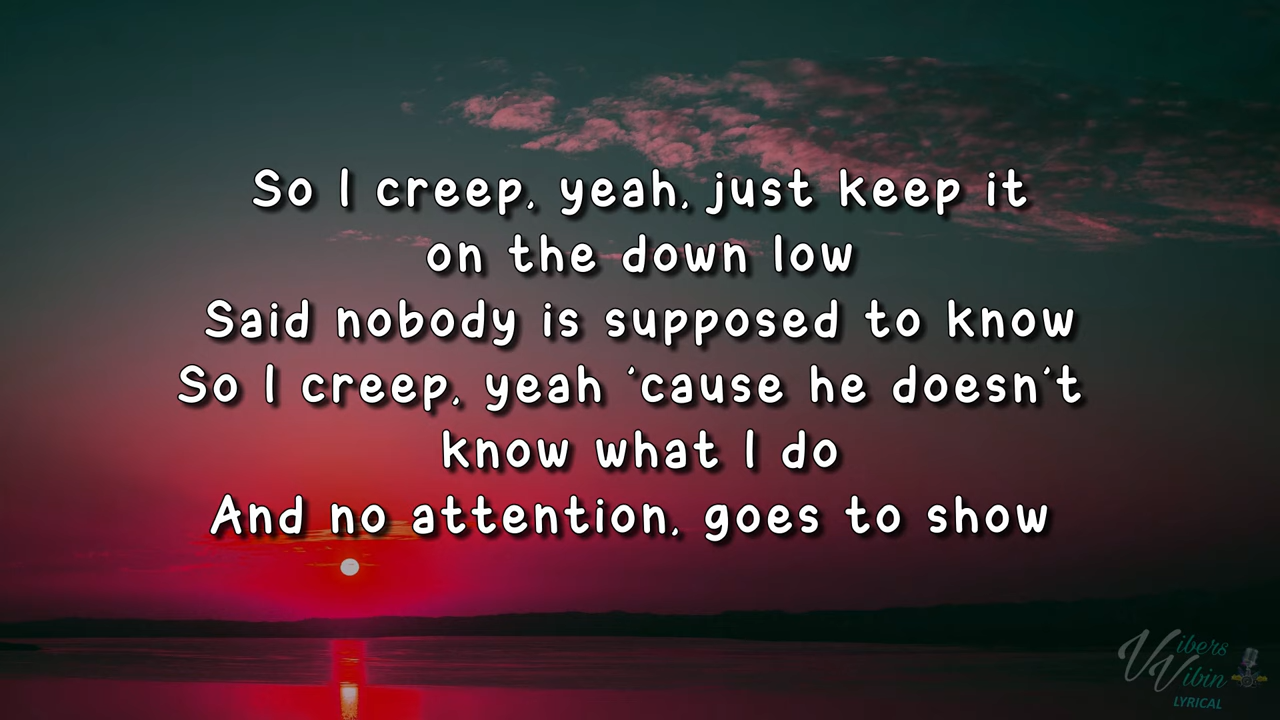 So I creep, yeah, just keep it
on the down low
Said nobody is supposed to know
So I creep, yeah 'cause he doesn't
know what I do
And no attention, goes to show
Vibers
Vibin
LYRICAL